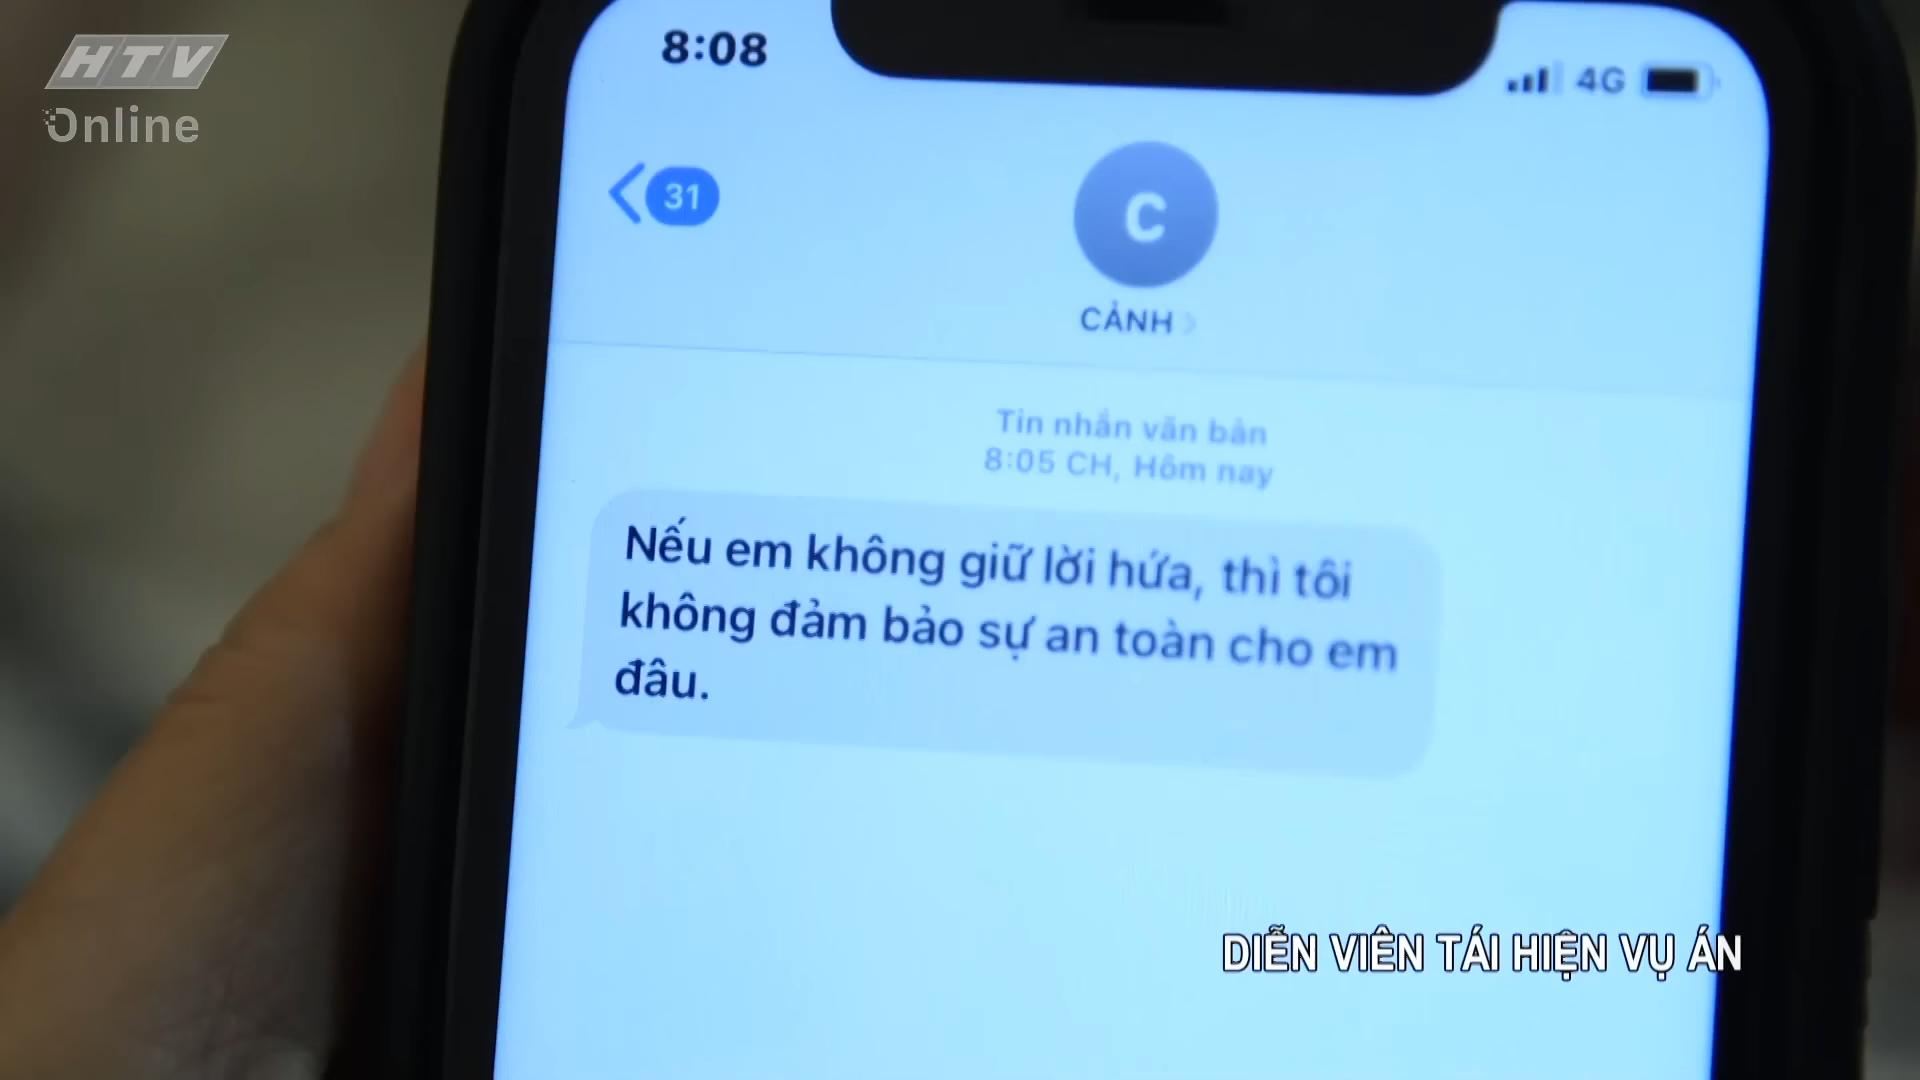 HTV
Online
8:08
4G
31
C
CẢNH
Tin nhắn văn bản
8:05 CH, Hôm nay
Nếu em không giữ lời hứa, thì tôi
không đảm bảo sự an toàn cho em
đâu.
DIỄN VIÊN TÁI HIỆN VỤ ÁN